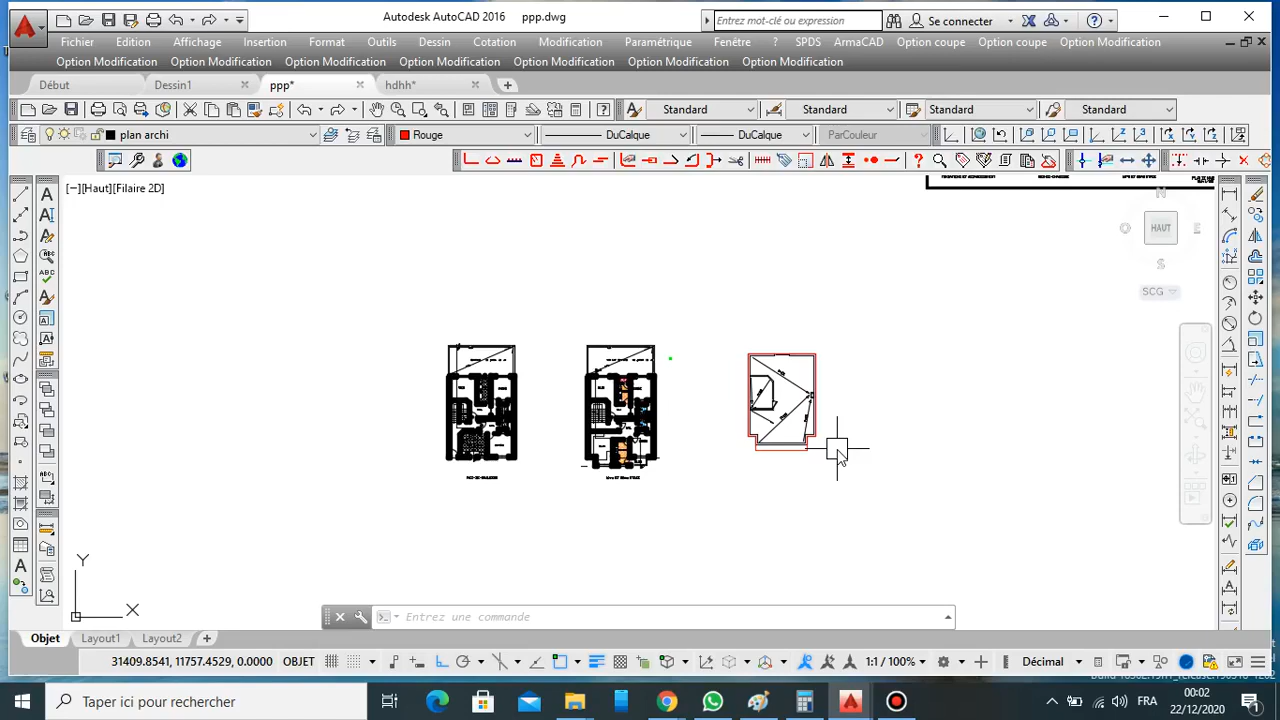 Autodesk AutoCAD 2016 ppp.dwg
Entrez mot-clé ou expression
Se connecter
Fichier Edition Affichage Insertion Format Outils Dessin Cotation Modification Paramétrique Fenêtre ? SPDS ArmaCAD Option coupe Option coupe Option Modification
Option Modification Option Modification Option Modification Option Modification Option Modification Option Modification Option Modification
Début Dessin1 ppp* hdhh*
Standard Standard Standard Standard
plan archi Rouge DuCalque DuCalque ParCouleur
[−][Haut][Filaire 2D]
N
HAUT
O E
S
SCG
Y
X
Entrez une commande
Objet Layout1 Layout2
31409.8541, 11757.4529, 0.0000 OBJET 1:1 / 100% Décimal
Taper ici pour rechercher
FRA
00:02
22/12/2020